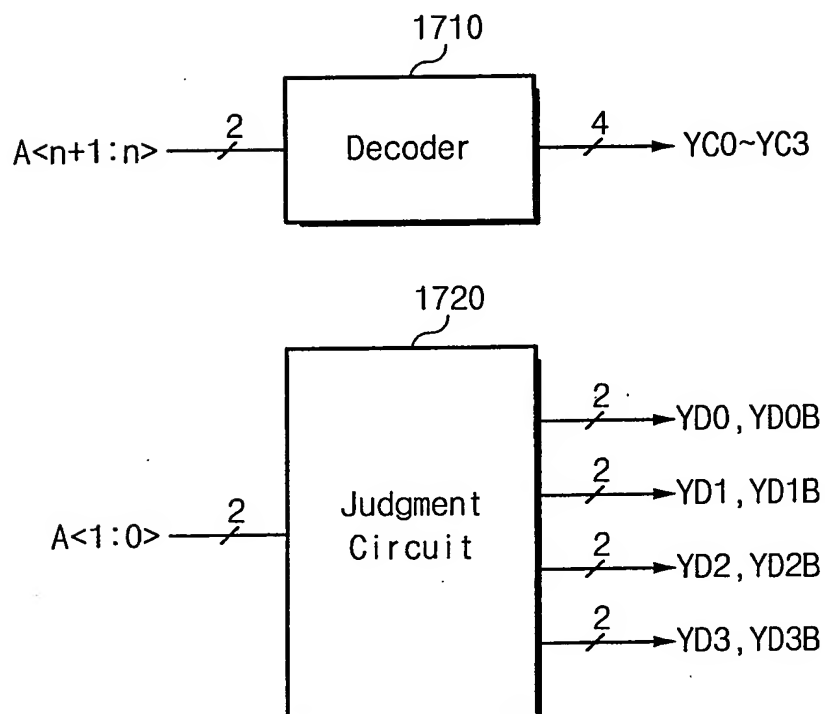 1710
A<n+1:n>
2
Decoder
4
YC0~YC3
1720
A<1:0>
2
Judgment
Circuit
2
YD0,YD0B
2
YD1,YD1B
2
YD2,YD2B
2
YD3,YD3B